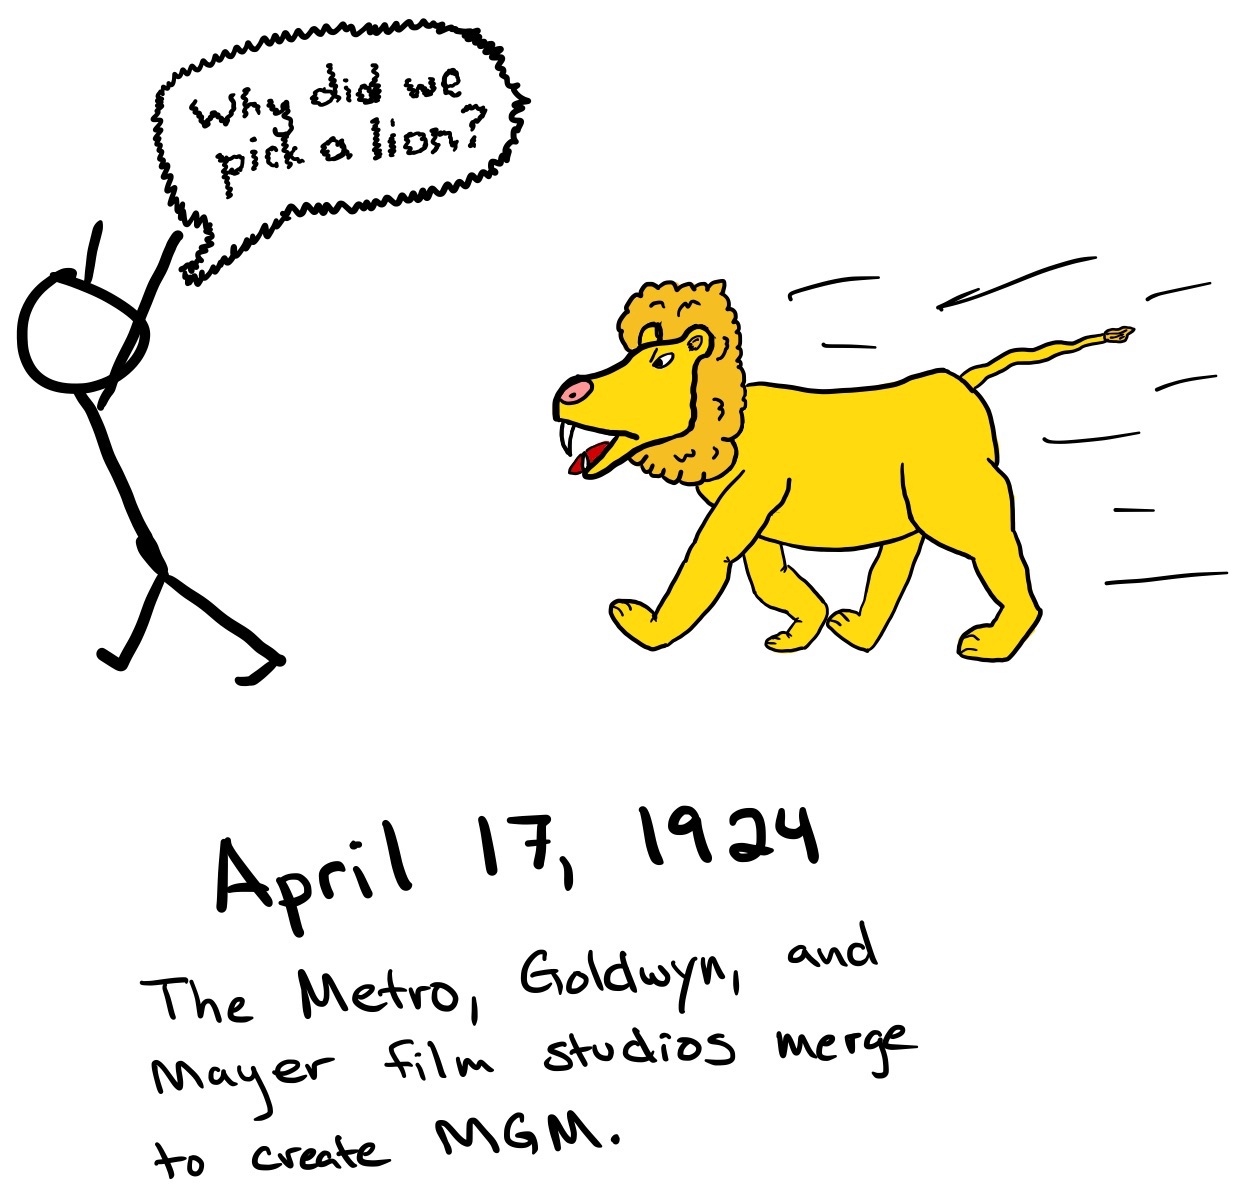 Why did we
pick a lion?
April 17, 1924
The Metro, Goldwyn, and
Mayer film studios merge
to create MGM.